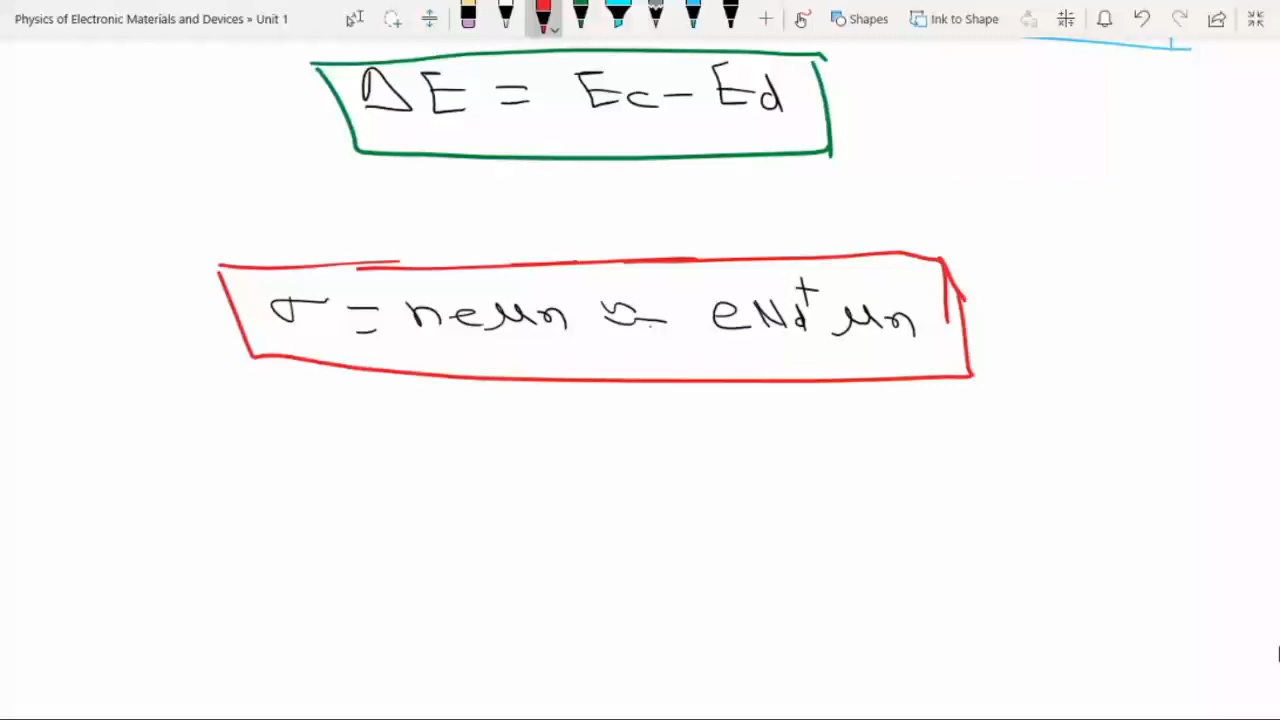 Physics of Electronic Materials and Devices » Unit 1
Shapes
Ink to Shape
ΔE = Ec - Ed
σ = neμn ≈ eNd⁺ μn